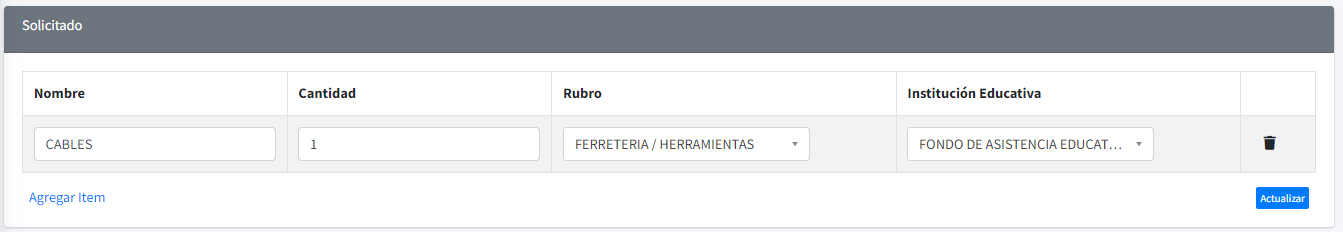 Solicitado
Nombre Cantidad Rubro Institución Educativa
CABLES 1 FERRETERIA / HERRAMIENTAS FONDO DE ASISTENCIA EDUCAT...
Agregar Item Actualizar